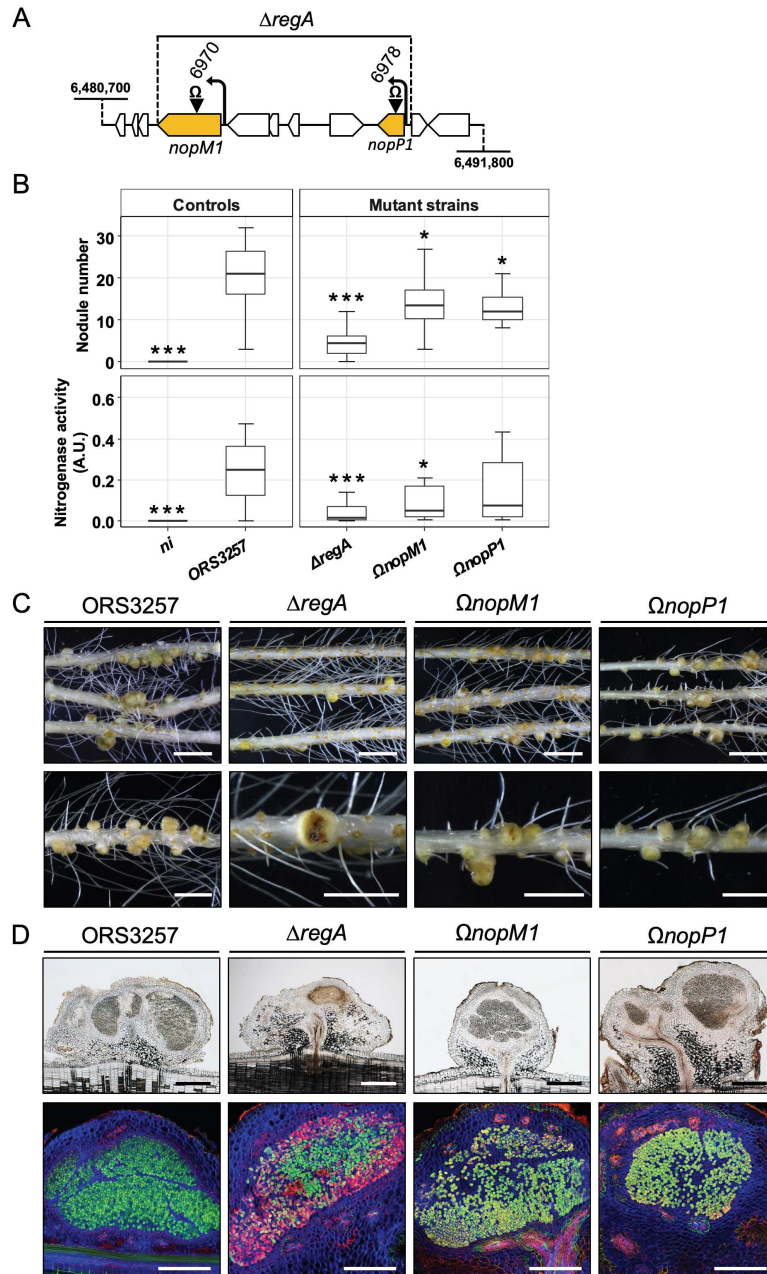 A
ΔregA
6970
6978
6,480,700
Ω
Ω
nopM1
nopP1
6,491,800
B
Controls
Mutant strains
Nodule number
30
20
10
0
***
***
*
*
Nitrogenase activity
(A.U.)
0.6
0.4
0.2
0.0
***
***
*
ni
ORS3257
ΔregA
ΩnopM1
ΩnopP1
C
ORS3257
ΔregA
ΩnopM1
ΩnopP1
D
ORS3257
ΔregA
ΩnopM1
ΩnopP1